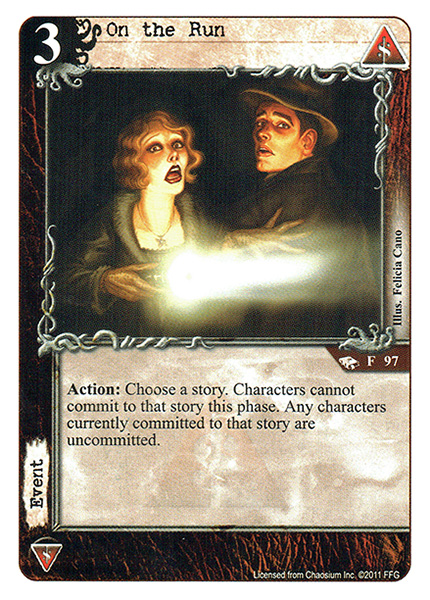 3
On the Run
Illus. Felicia Cano
F 97
Action: Choose a story. Characters cannot
commit to that story this phase. Any characters
currently committed to that story are
uncommitted.
Event
Licensed from Chaosium Inc. ©2011 FFG